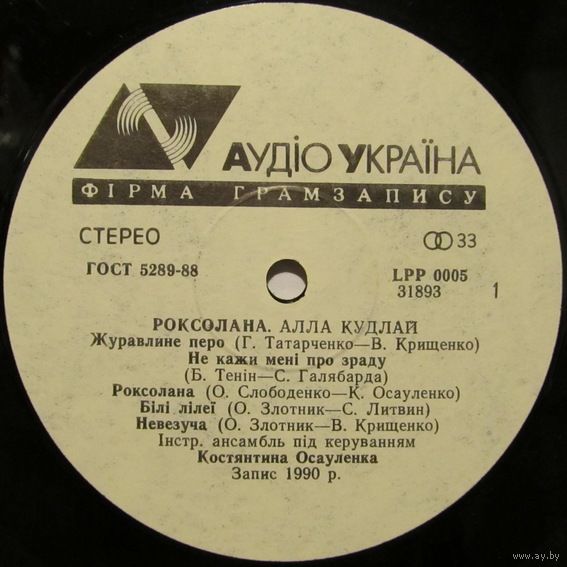 АУДІО УКРАЇНА
ФІРМА ГРАМЗАПИСУ
СТЕРЕО 33
ГОСТ 5289-88 LPP 0005
31893 1
РОКСОЛАНА. АЛЛА КУДЛАЙ
Журавлине перо (Г. Татарченко—В. Крищенко)
Не кажи мені про зраду
(Б. Тенін—С. Галябарда)
Роксолана (О. Слободенко—К. Осауленко)
Білі лілеї (О. Злотник—С. Литвин)
Невезуча (О. Злотник—В. Крищенко)
Інстр. ансамбль під керуванням
Костянтина Осауленка
Запис 1990 р.
www.ay.by